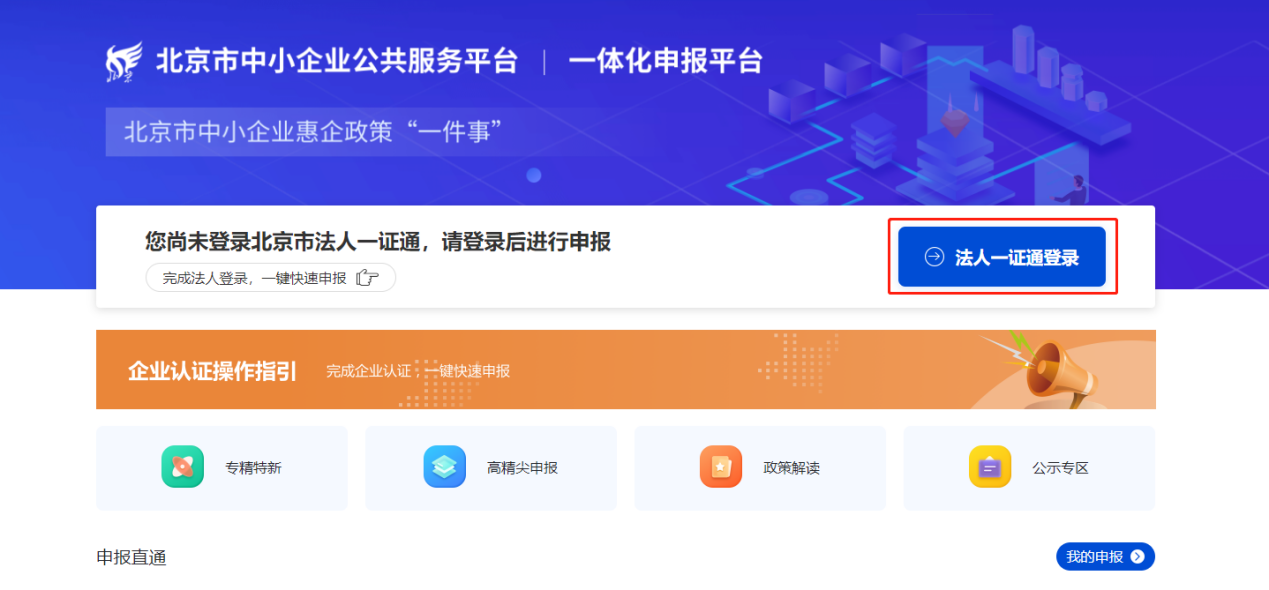 北京市中小企业公共服务平台 | 一体化申报平台
北京市中小企业惠企政策“一件事”
您尚未登录北京市法人一证通，请登录后进行申报
完成法人登录，一键快速申报
法人一证通登录
企业认证操作指引 完成企业认证，一键快速申报
专精特新
高精尖申报
政策解读
公示专区
申报直通
我的申报